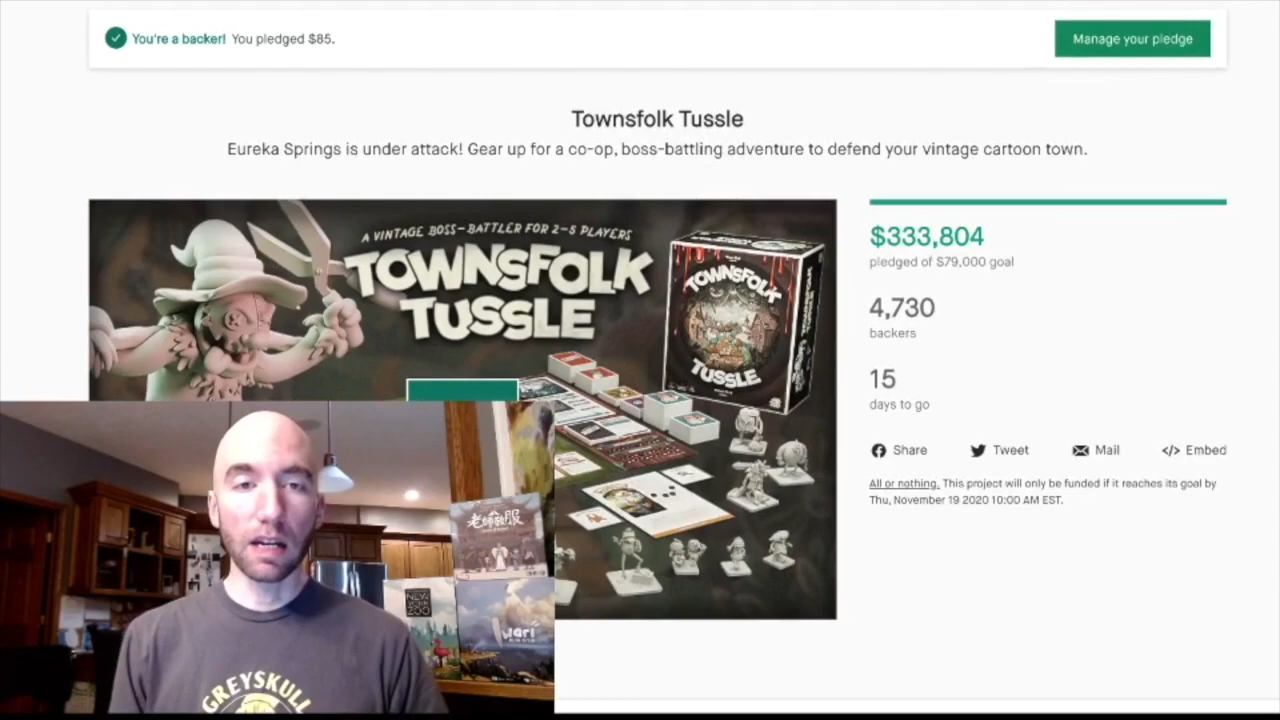 You're a backer! You pledged $85.
Manage your pledge
Townsfolk Tussle
Eureka Springs is under attack! Gear up for a co-op, boss-battling adventure to defend your vintage cartoon town.
A VINTAGE BOSS-BATTLER FOR 2-5 PLAYERS
TOWNSFOLK
TUSSLE
TOWNSFOLK
TUSSLE
$333,804
pledged of $79,000 goal
4,730
backers
15
days to go
Share
Tweet
Mail
Embed
All or nothing. This project will only be funded if it reaches its goal by
Thu, November 19 2020 10:00 AM EST.
NEW
YORK
ZOO
GREYSKULL